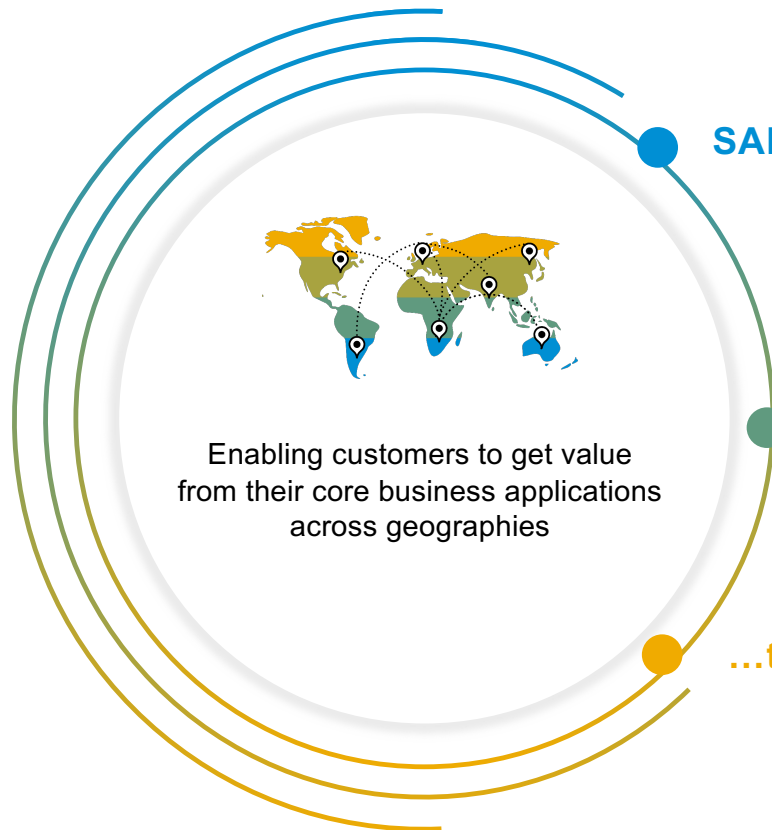 Enabling customers to get value
from their core business applications
across geographies